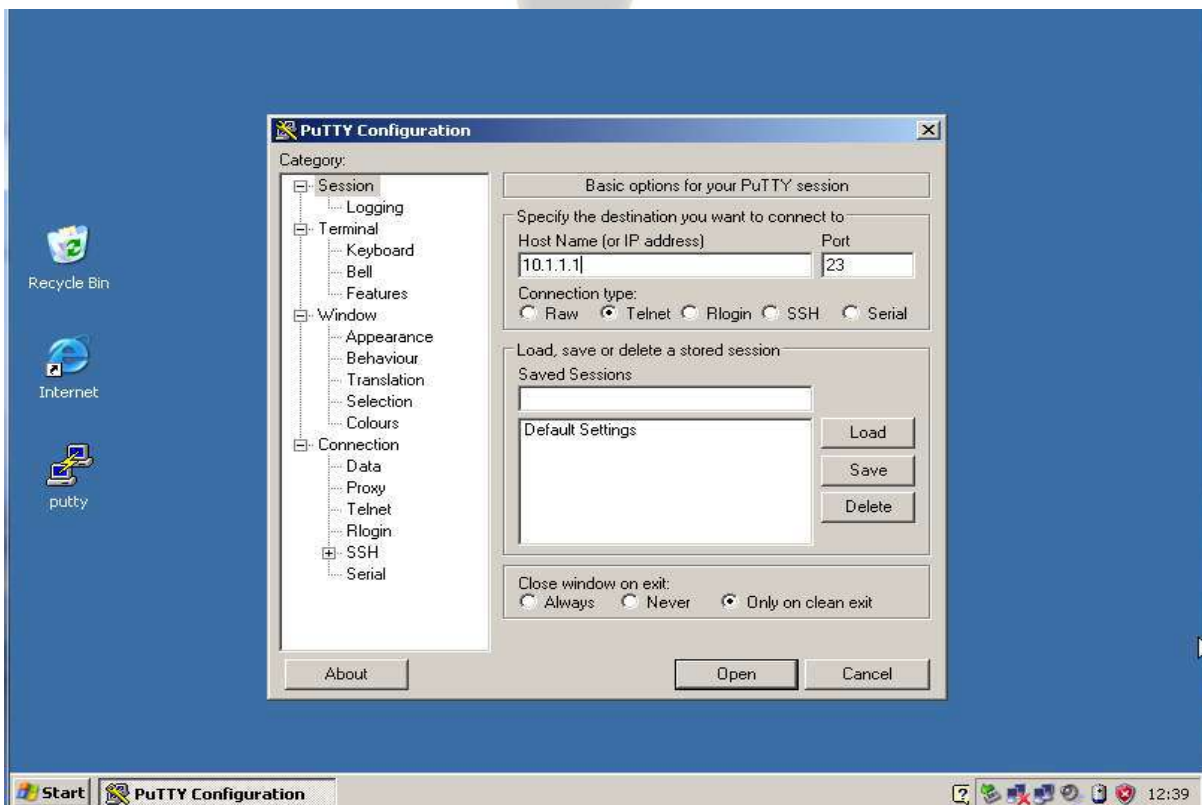 PuTTY Configuration
Category:
Session
Logging
Terminal
Keyboard
Bell
Features
Window
Appearance
Behaviour
Translation
Selection
Colours
Connection
Data
Proxy
Telnet
Rlogin
SSH
Serial
Basic options for your PuTTY session
Specify the destination you want to connect to
Host Name (or IP address) Port
10.1.1.1 23
Connection type:
Raw Telnet Rlogin SSH Serial
Load, save or delete a stored session
Saved Sessions
Default Settings
Load
Save
Delete
Close window on exit:
Always Never Only on clean exit
About Open Cancel
Recycle Bin
Internet
putty
Start PuTTY Configuration 12:39